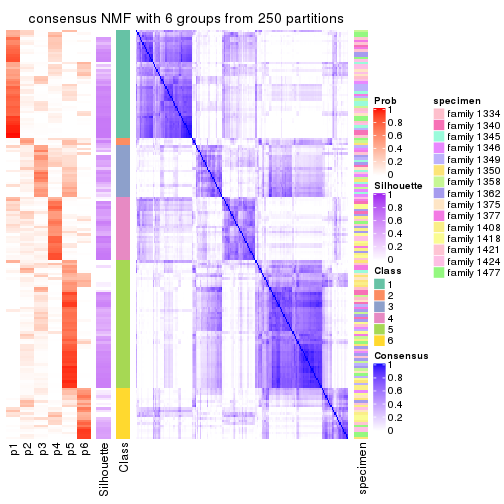 consensus NMF with 6 groups from 250 partitions
Prob
1
0.8
0.6
0.4
0.2
0
Silhouette
1
0.8
0.6
0.4
0.2
0
Class
1
2
3
4
5
6
Consensus
1
0.8
0.6
0.4
0.2
0
specimen
family 1334
family 1340
family 1345
family 1346
family 1349
family 1350
family 1358
family 1362
family 1375
family 1377
family 1408
family 1418
family 1421
family 1424
family 1477
p1
p2
p3
p4
p5
p6
Silhouette
Class
specimen